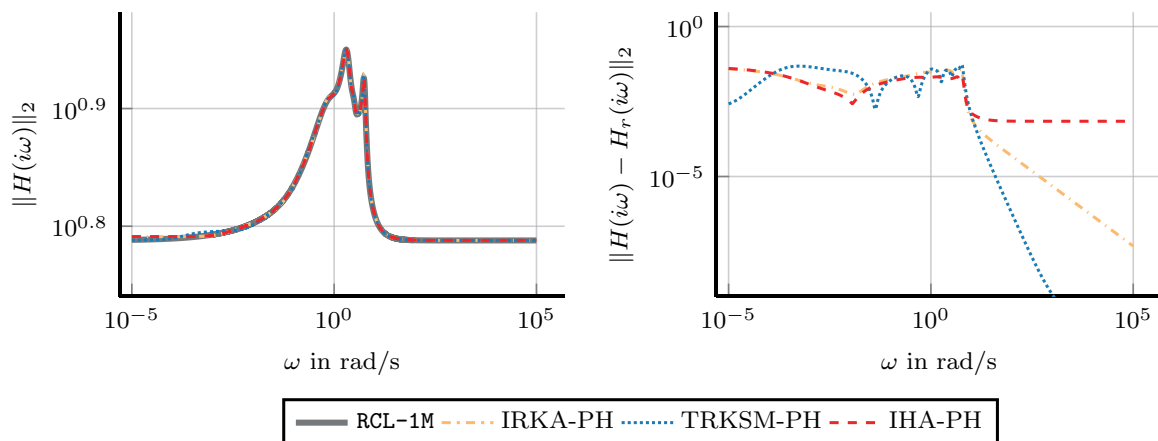 10^0.9
10^0.8
10^−5
10^0
10^5
ω in rad/s
||H(iω)||₂
10^0
10^−5
10^−5
10^0
10^5
ω in rad/s
||H(iω) − H_r(iω)||₂
RCL-1M IRKA-PH TRKSM-PH IHA-PH